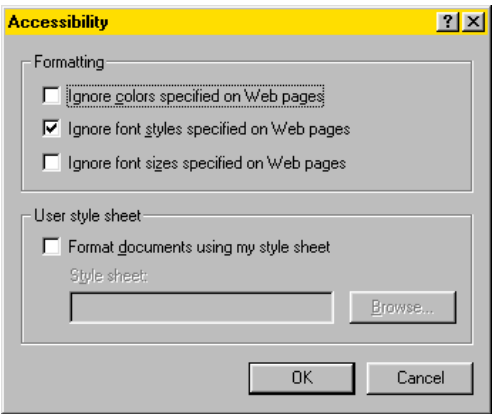 Accessibility
Formatting
Ignore colors specified on Web pages
Ignore font styles specified on Web pages
Ignore font sizes specified on Web pages
User style sheet
Format documents using my style sheet
Style sheet:
Browse...
OK
Cancel